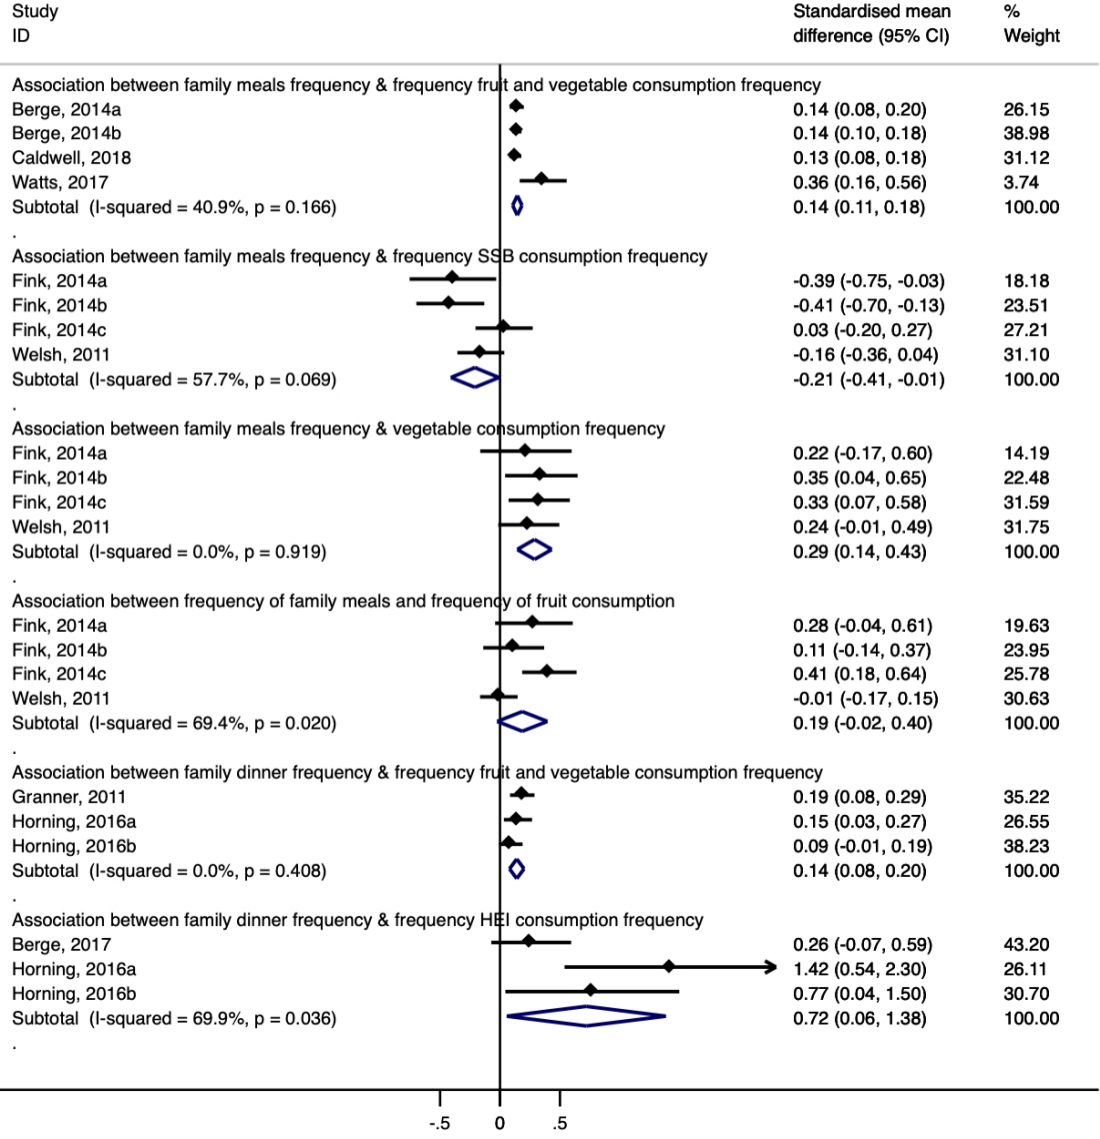 Study Standardised mean %
ID difference (95% CI) Weight
Association between family meals frequency & frequency fruit and vegetable consumption frequency
Berge, 2014a 0.14 (0.08, 0.20) 26.15
Berge, 2014b 0.14 (0.10, 0.18) 38.98
Caldwell, 2018 0.13 (0.08, 0.18) 31.12
Watts, 2017 0.36 (0.16, 0.56) 3.74
Subtotal (I-squared = 40.9%, p = 0.166) 0.14 (0.11, 0.18) 100.00
.
Association between family meals frequency & frequency SSB consumption frequency
Fink, 2014a -0.39 (-0.75, -0.03) 18.18
Fink, 2014b -0.41 (-0.70, -0.13) 23.51
Fink, 2014c 0.03 (-0.20, 0.27) 27.21
Welsh, 2011 -0.16 (-0.36, 0.04) 31.10
Subtotal (I-squared = 57.7%, p = 0.069) -0.21 (-0.41, -0.01) 100.00
.
Association between family meals frequency & vegetable consumption frequency
Fink, 2014a 0.22 (-0.17, 0.60) 14.19
Fink, 2014b 0.35 (0.04, 0.65) 22.48
Fink, 2014c 0.33 (0.07, 0.58) 31.59
Welsh, 2011 0.24 (-0.01, 0.49) 31.75
Subtotal (I-squared = 0.0%, p = 0.919) 0.29 (0.14, 0.43) 100.00
.
Association between frequency of family meals and frequency of fruit consumption
Fink, 2014a 0.28 (-0.04, 0.61) 19.63
Fink, 2014b 0.11 (-0.14, 0.37) 23.95
Fink, 2014c 0.41 (0.18, 0.64) 25.78
Welsh, 2011 -0.01 (-0.17, 0.15) 30.63
Subtotal (I-squared = 69.4%, p = 0.020) 0.19 (-0.02, 0.40) 100.00
.
Association between family dinner frequency & frequency fruit and vegetable consumption frequency
Granner, 2011 0.19 (0.08, 0.29) 35.22
Horning, 2016a 0.15 (0.03, 0.27) 26.55
Horning, 2016b 0.09 (-0.01, 0.19) 38.23
Subtotal (I-squared = 0.0%, p = 0.408) 0.14 (0.08, 0.20) 100.00
.
Association between family dinner frequency & frequency HEI consumption frequency
Berge, 2017 0.26 (-0.07, 0.59) 43.20
Horning, 2016a 1.42 (0.54, 2.30) 26.11
Horning, 2016b 0.77 (0.04, 1.50) 30.70
Subtotal (I-squared = 69.9%, p = 0.036) 0.72 (0.06, 1.38) 100.00
.
-.5 0 .5